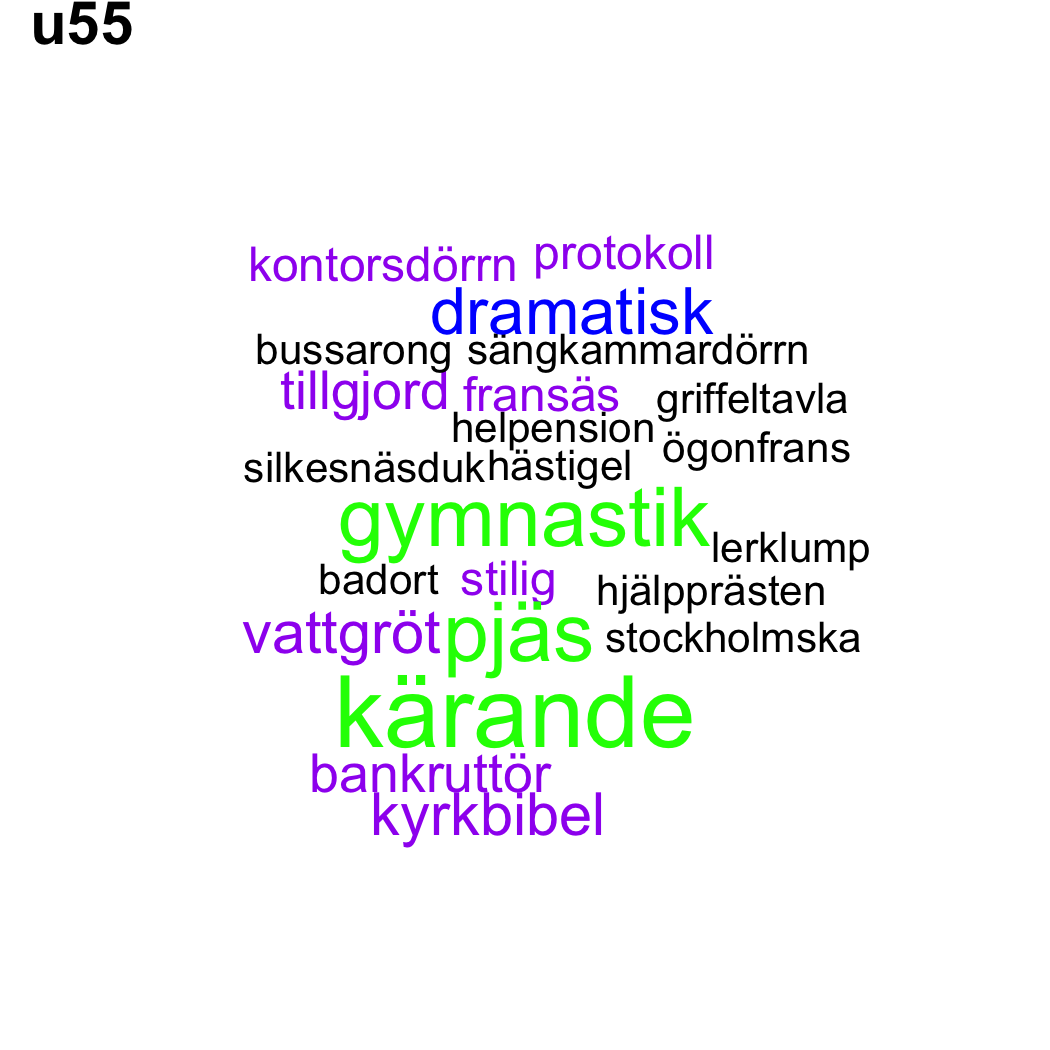 u55
kontorsdörrn protokoll
dramatisk
bussarong sängkammardörrn
tillgjord fransäs griffeltavla
helpension ögonfrans
silkesnäsduk hästigel
gymnastik
lerklump
badort stilig hjälpprästen
vattgröt pjäs stockholmska
kärande
bankruttör
kyrkbibel